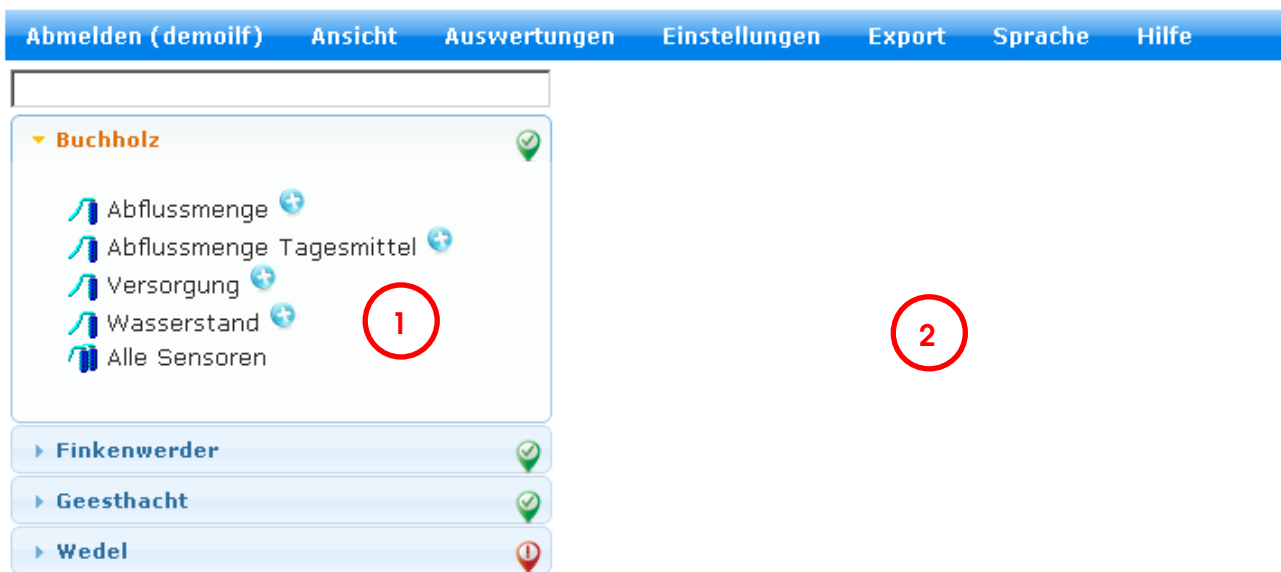 Abmelden (demoilf) Ansicht Auswertungen Einstellungen Export Sprache Hilfe
Buchholz
Abflussmenge
Abflussmenge Tagesmittel
Versorgung
Wasserstand
Alle Sensoren
1
2
Finkenwerder
Geesthacht
Wedel